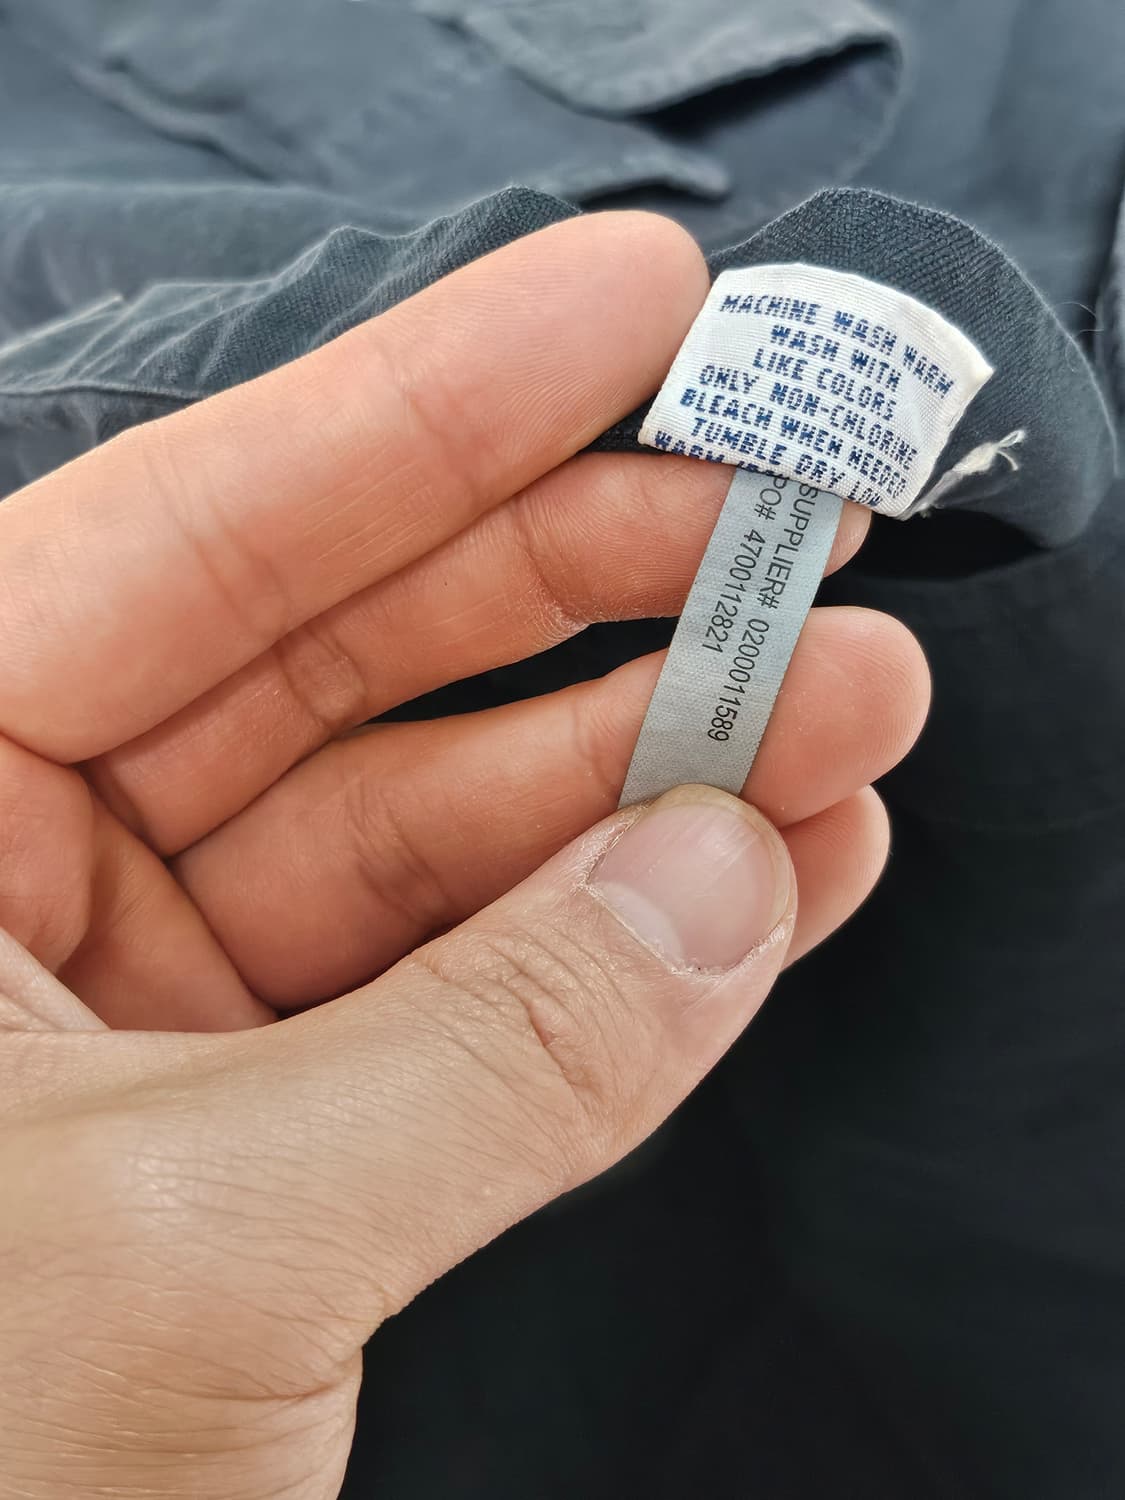 MACHINE WASH WARM
WASH WITH
LIKE COLORS
ONLY NON-CHLORINE
BLEACH WHEN NEEDED
TUMBLE DRY LOW
SUPPLIER# 0200011589
PO# 4700112821